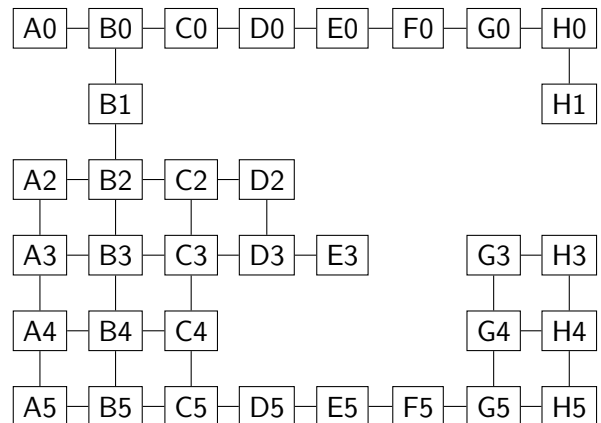 A0 B0 C0 D0 E0 F0 G0 H0
B1 H1
A2 B2 C2 D2
A3 B3 C3 D3 E3 G3 H3
A4 B4 C4 G4 H4
A5 B5 C5 D5 E5 F5 G5 H5